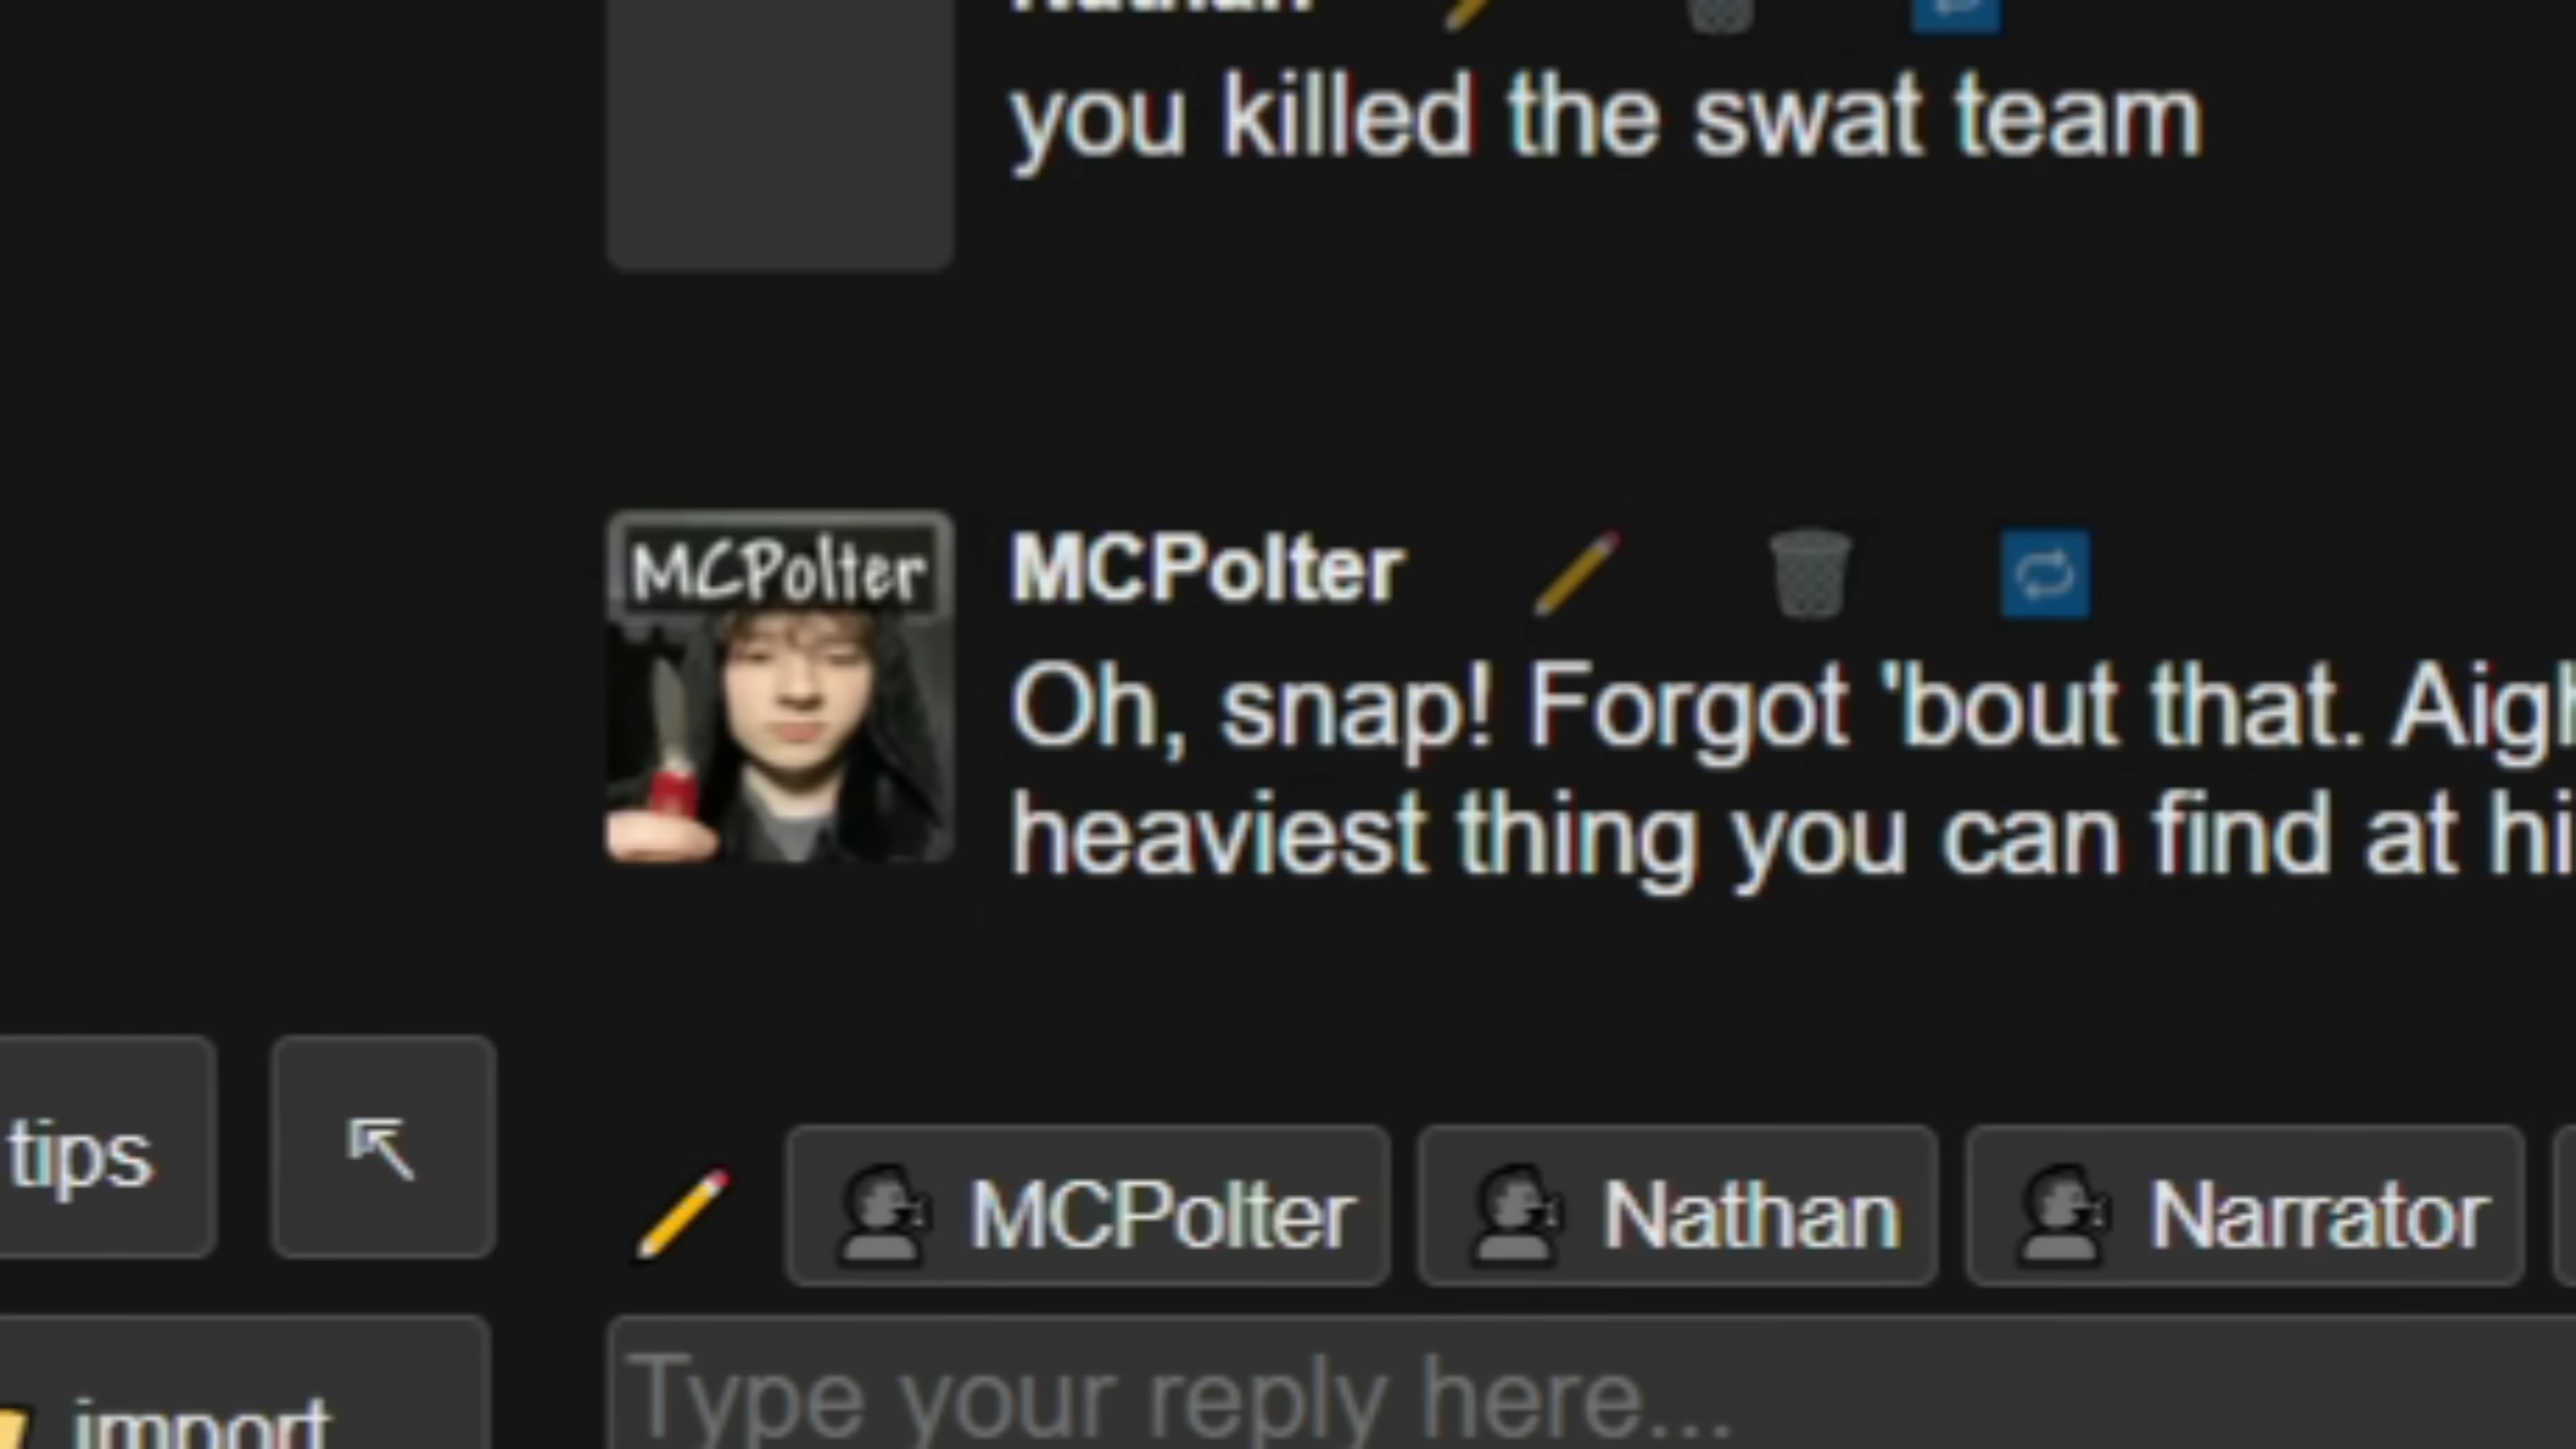 Nathan
you killed the swat team
MCPolter
MCPolter
Oh, snap! Forgot 'bout that.
heaviest thing you can find at
tips
MCPolter
Nathan
Narrator
Type your reply here...
import